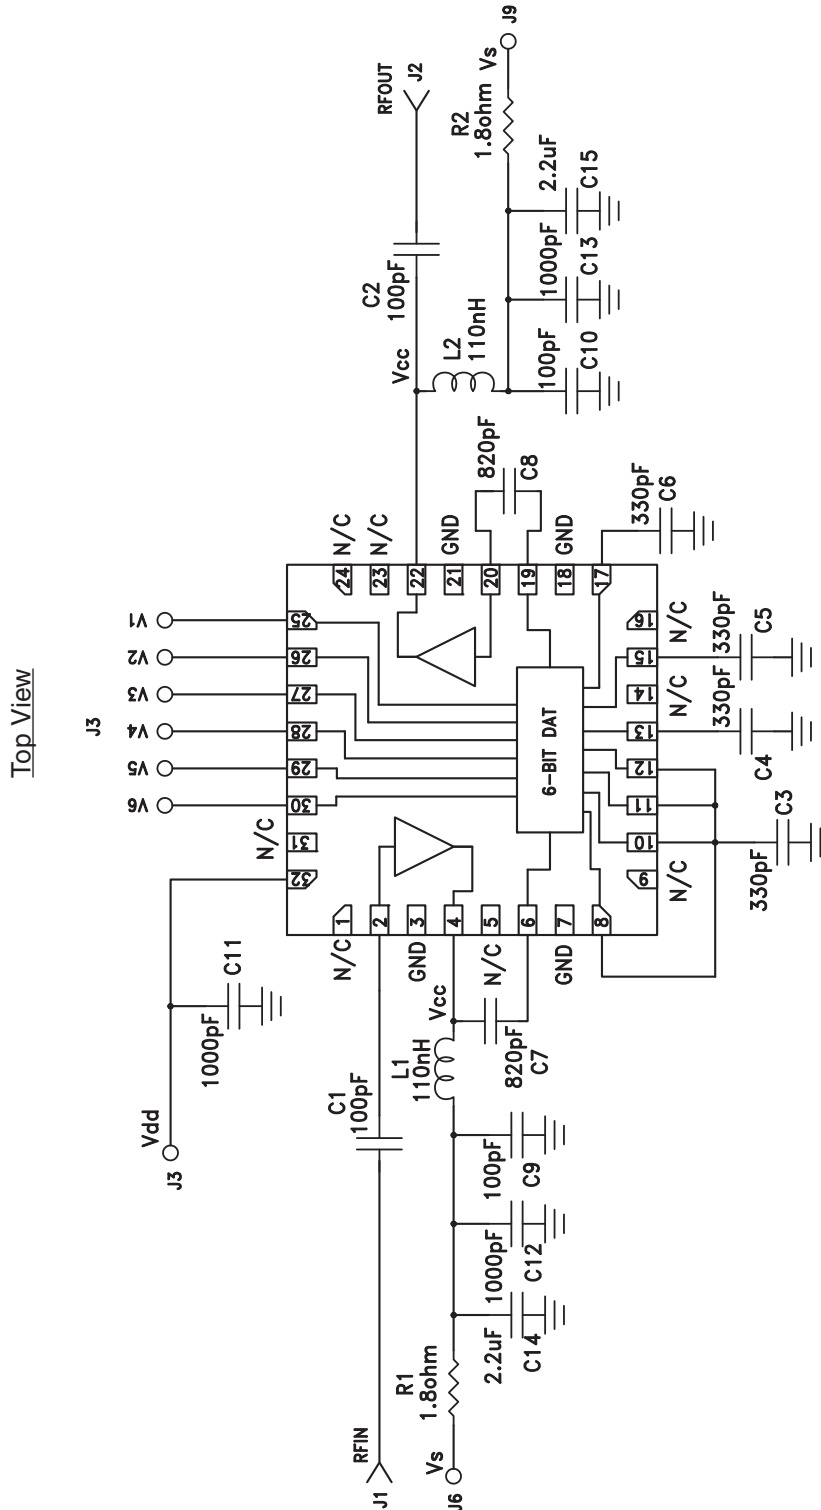 Top View
J3
V1
V2
V3
V4
V5
V6
J3
Vdd
1000pF
C11
N/C
25
26
27
28
29
30
31
32
RFIN
J1
C1
100pF
Vs
J6
R1
1.8ohm
2.2uF
C14
1000pF
C12
100pF
C9
L1
110nH
Vcc
820pF
C7
N/C
GND
N/C
GND
1
2
3
4
5
6
7
8
6-BIT DAT
24
23
22
21
20
19
18
17
N/C
N/C
GND
GND
9
10
11
12
13
14
15
16
N/C
N/C
N/C
330pF
C3
330pF
C4
330pF
C5
330pF
C6
820pF
C8
Vcc
C2
100pF
RFOUT
J2
L2
110nH
100pF
C10
1000pF
C13
2.2uF
C15
R2
1.8ohm
Vs
J9